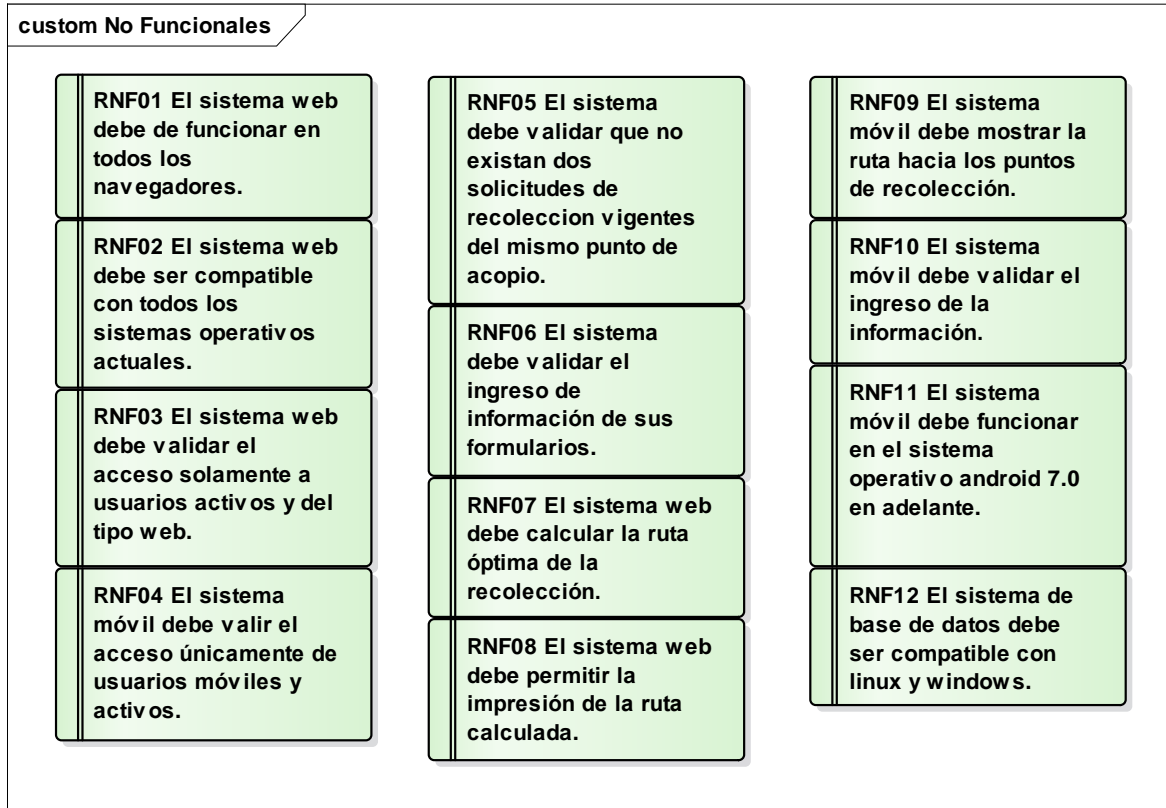 custom No Funcionales
RNF01 El sistema web
debe de funcionar en
todos los
navegadores.
RNF02 El sistema web
debe ser compatible
con todos los
sistemas operativos
actuales.
RNF03 El sistema web
debe validar el
acceso solamente a
usuarios activos y del
tipo web.
RNF04 El sistema
móvil debe valir el
acceso únicamente de
usuarios móviles y
activos.
RNF05 El sistema
debe validar que no
existan dos
solicitudes de
recoleccion vigentes
del mismo punto de
acopio.
RNF06 El sistema
debe validar el
ingreso de
información de sus
formularios.
RNF07 El sistema web
debe calcular la ruta
óptima de la
recolección.
RNF08 El sistema web
debe permitir la
impresión de la ruta
calculada.
RNF09 El sistema
móvil debe mostrar la
ruta hacia los puntos
de recolección.
RNF10 El sistema
móvil debe validar el
ingreso de la
información.
RNF11 El sistema
móvil debe funcionar
en el sistema
operativo android 7.0
en adelante.
RNF12 El sistema de
base de datos debe
ser compatible con
linux y windows.